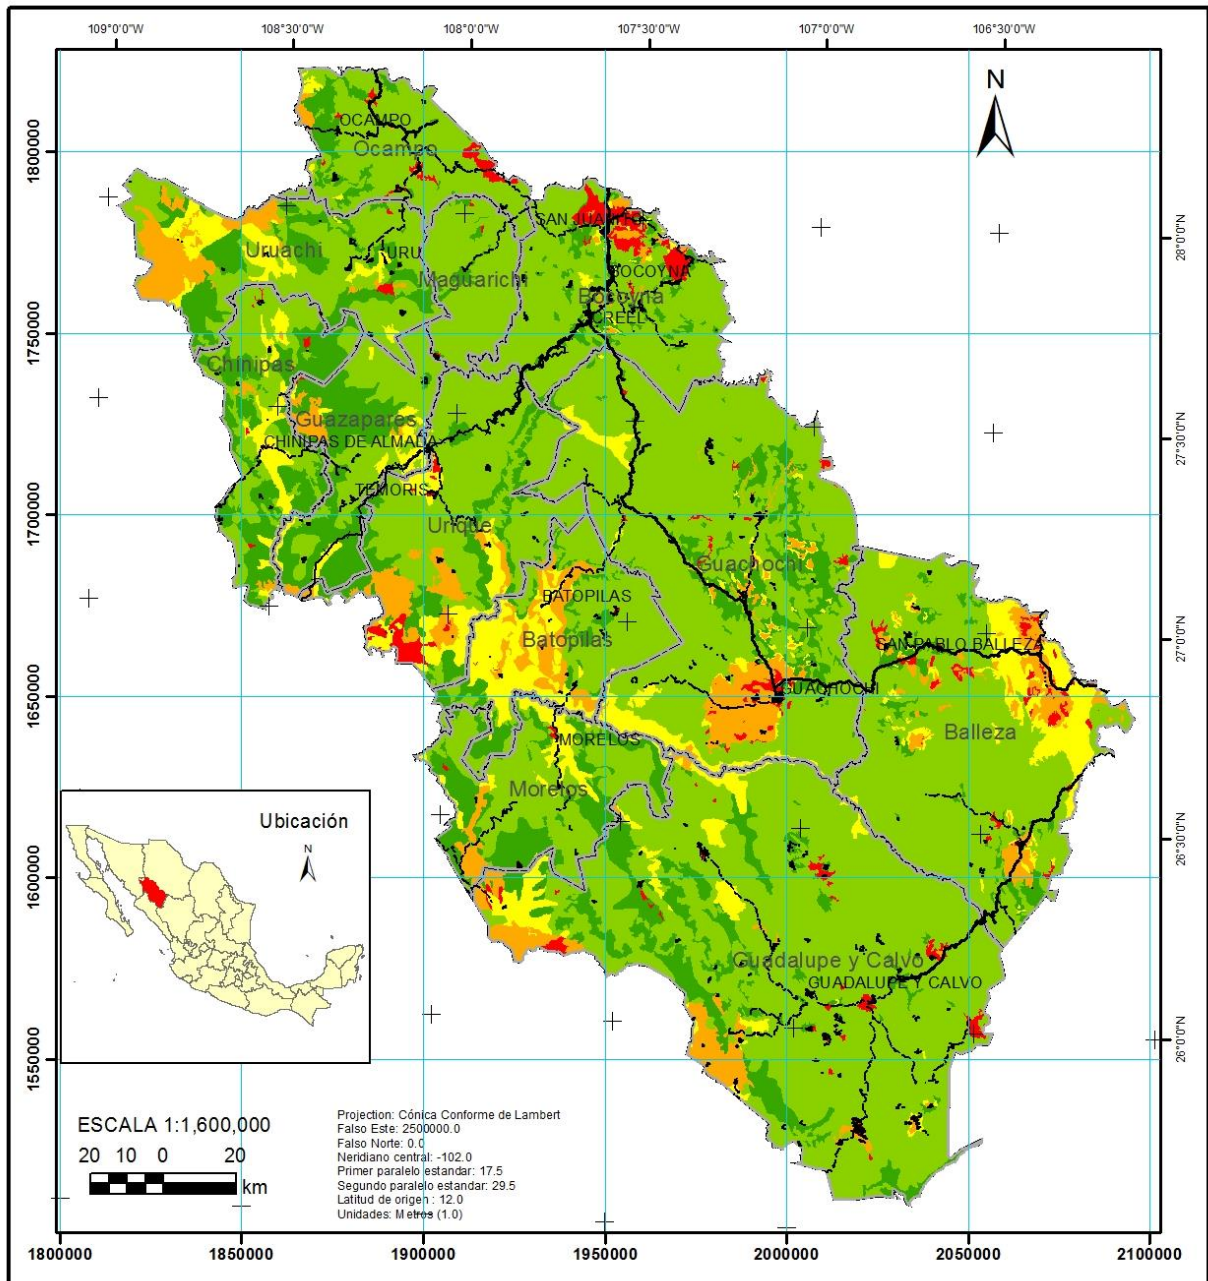 109°0'0"W 108°30'0"W 108°0'0"W 107°30'0"W 107°0'0"W 106°30'0"W
N
OCAMPO
Ocampo
1800000
SAN JUANITO
28°0'0"N
Uruachi
URU
BOCOYNA
Maguarichi
Bocoyna
CREEL
1750000
Chinipas
Guazapares
CHINIPAS DE ALMADA
27°30'0"N
TEMORIS
1700000
Urique
Guachochi
BATOPILAS
Batopilas
SAN PABLO BALLEZA
27°0'0"N
GUACHOCHI
1650000
Balleza
MORELOS
Morelos
Ubicación
N
26°30'0"N
1600000
Guadalupe y Calvo
GUADALUPE Y CALVO
26°0'0"N
1550000
ESCALA 1:1,600,000
20 10 0 20
km
Projection: Cónica Conforme de Lambert
Falso Este: 2500000.0
Falso Norte: 0.0
Neridiano central: -102.0
Primer paralelo estandar: 17.5
Segundo paralelo estandar: 29.5
Latitud de origen : 12.0
Unidades: Metros (1.0)
1800000 1850000 1900000 1950000 2000000 2050000 2100000